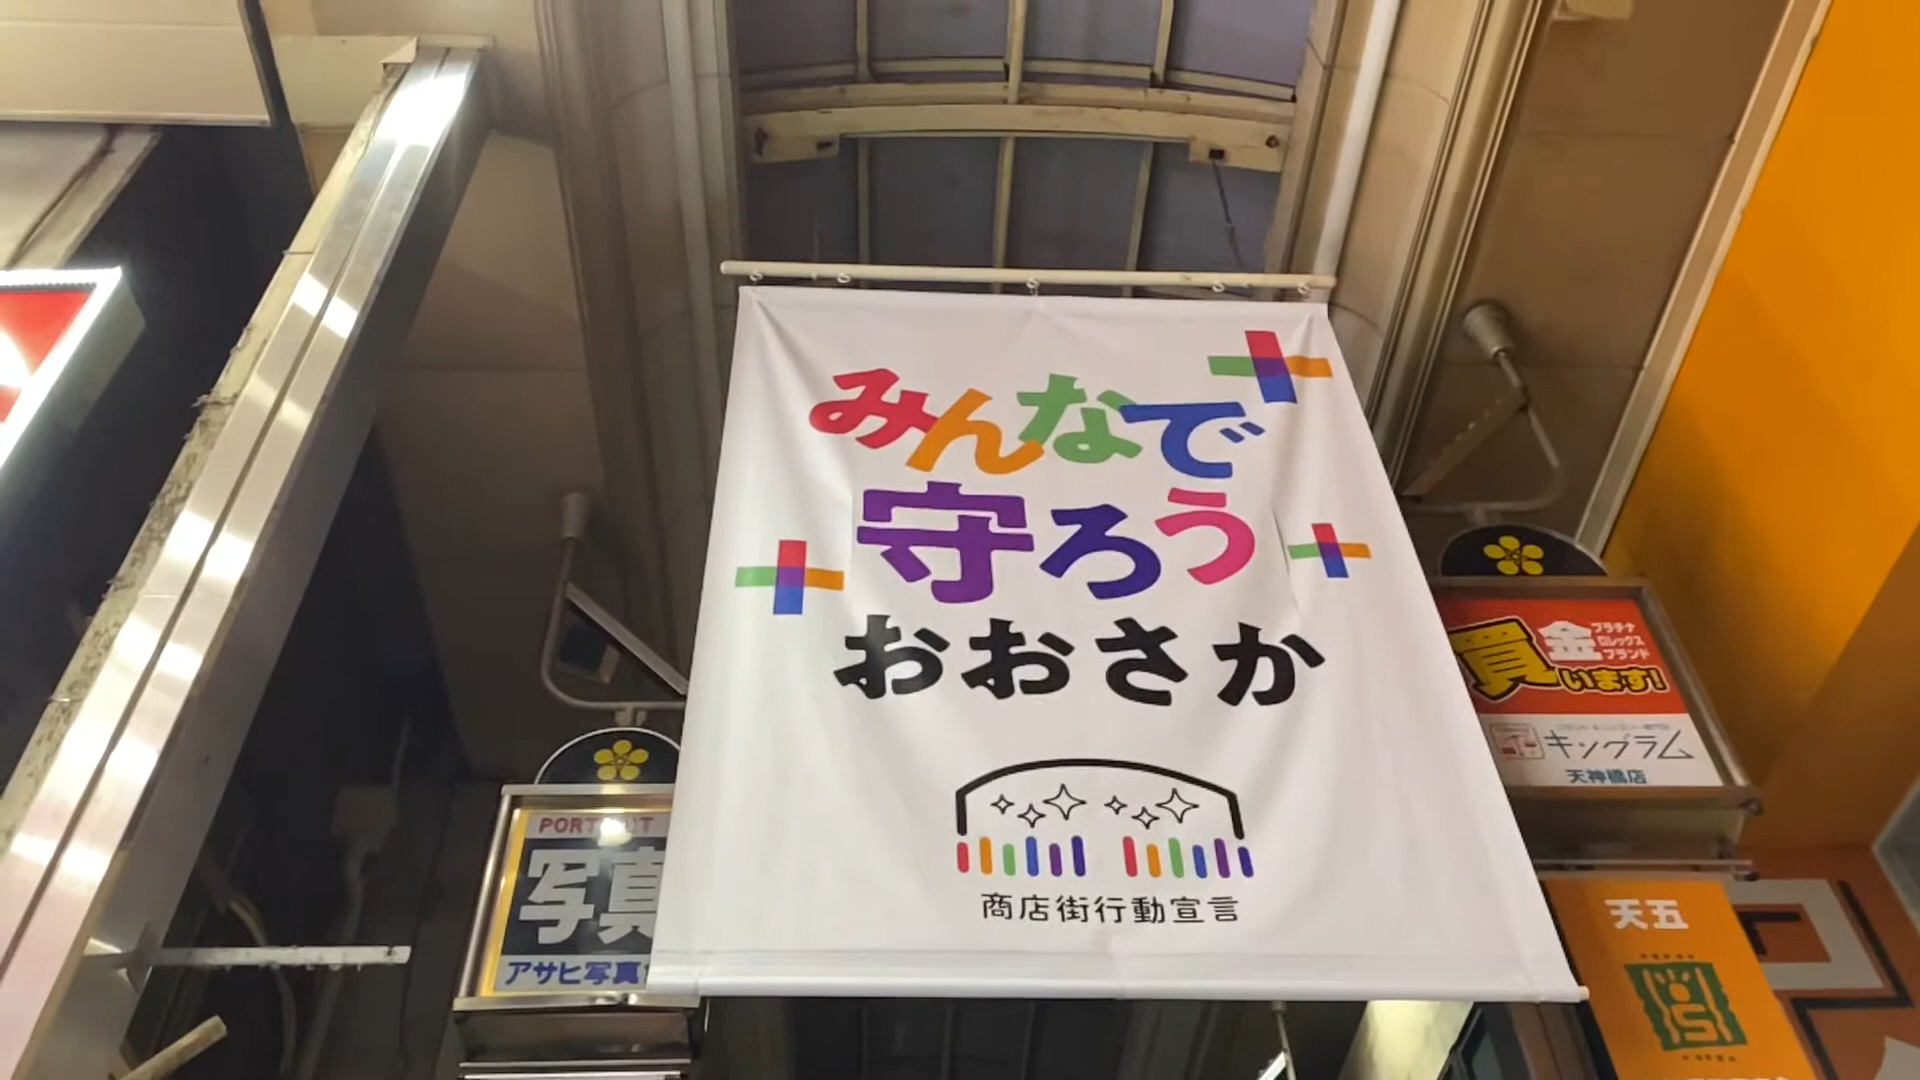 みんなで
守ろう
おおさか
商店街行動宣言
写真
アサヒ写真
買
金
プラチナ
ロレックス
ブランド
います!
キングラム
天神橋店
天五